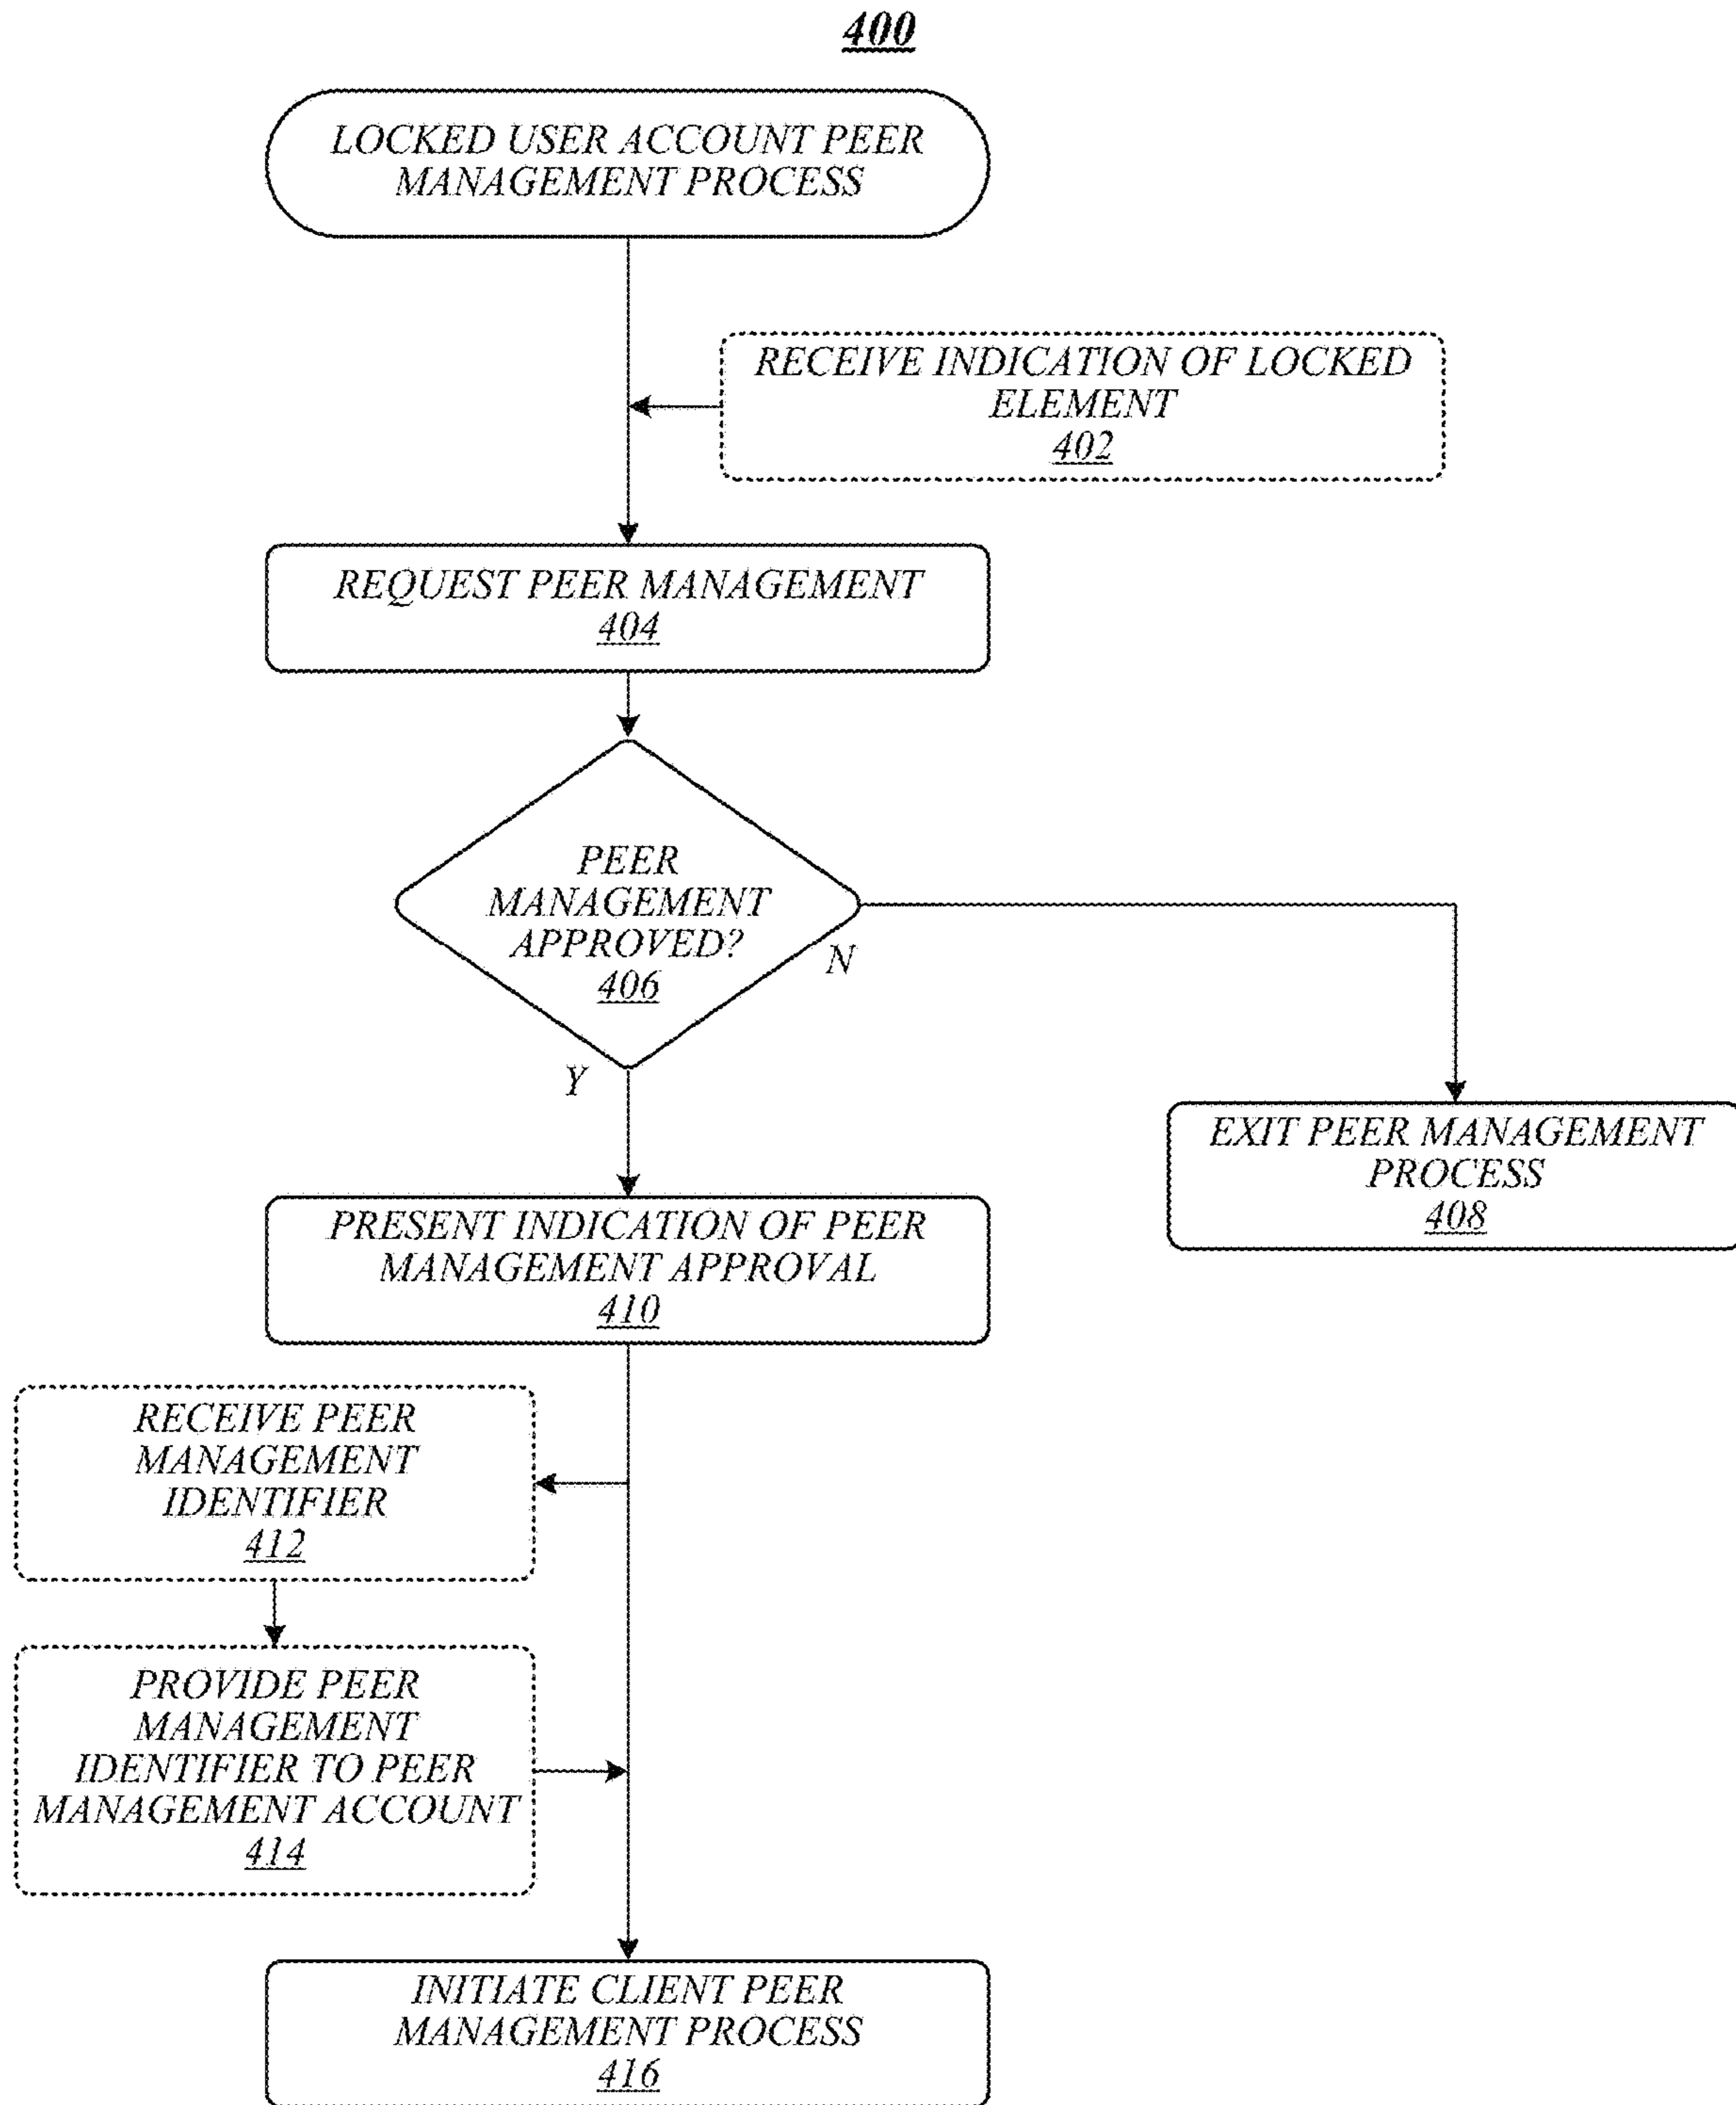 400
LOCKED USER ACCOUNT PEER
MANAGEMENT PROCESS
RECEIVE INDICATION OF LOCKED
ELEMENT
402
REQUEST PEER MANAGEMENT
404
PEER
MANAGEMENT
APPROVED?
406
N
Y
EXIT PEER MANAGEMENT
PROCESS
408
PRESENT INDICATION OF PEER
MANAGEMENT APPROVAL
410
RECEIVE PEER
MANAGEMENT
IDENTIFIER
412
PROVIDE PEER
MANAGEMENT
IDENTIFIER TO PEER
MANAGEMENT ACCOUNT
414
INITIATE CLIENT PEER
MANAGEMENT PROCESS
416